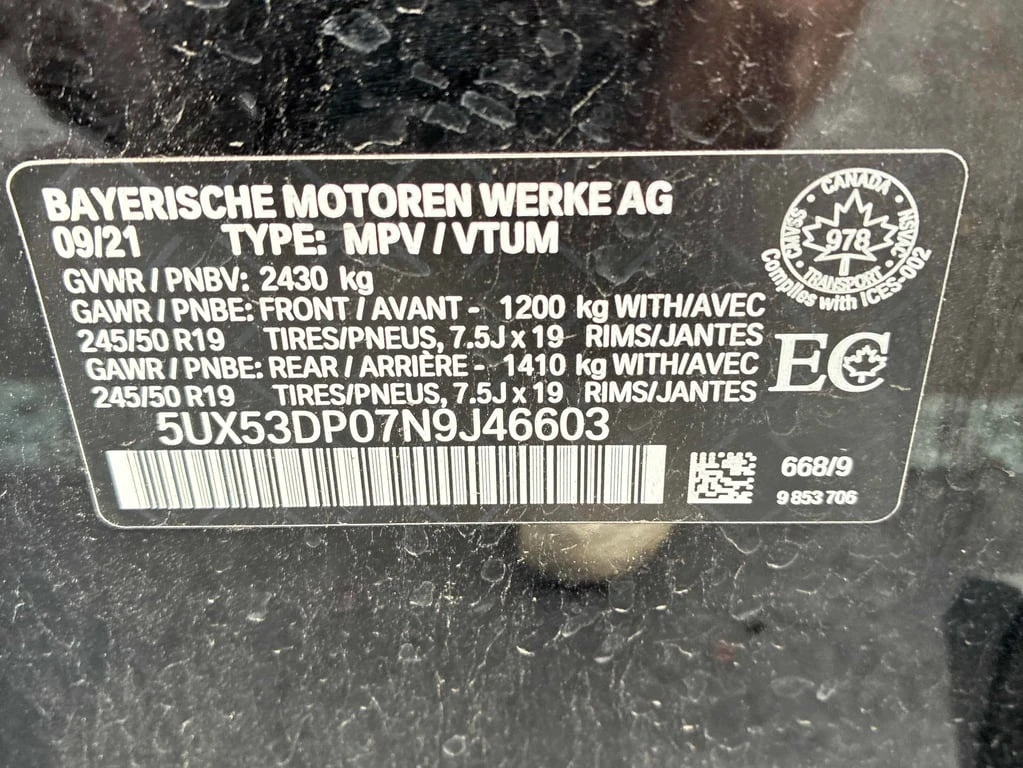 BAYERISCHE MOTOREN WERKE AG
09/21 TYPE: MPV / VTUM
GVWR / PNBV: 2430 kg
GAWR / PNBE: FRONT / AVANT - 1200 kg WITH/AVEC
245/50 R19 TIRES/PNEUS, 7.5J x 19 RIMS/JANTES
GAWR / PNBE: REAR / ARRIÈRE - 1410 kg WITH/AVEC
245/50 R19 TIRES/PNEUS, 7.5J x 19 RIMS/JANTES
5UX53DP07N9J46603
CANADA
CMVSS
978
NSVAC
TRANSPORT
Complies with ICES-002
EC
668/9
9 853 706